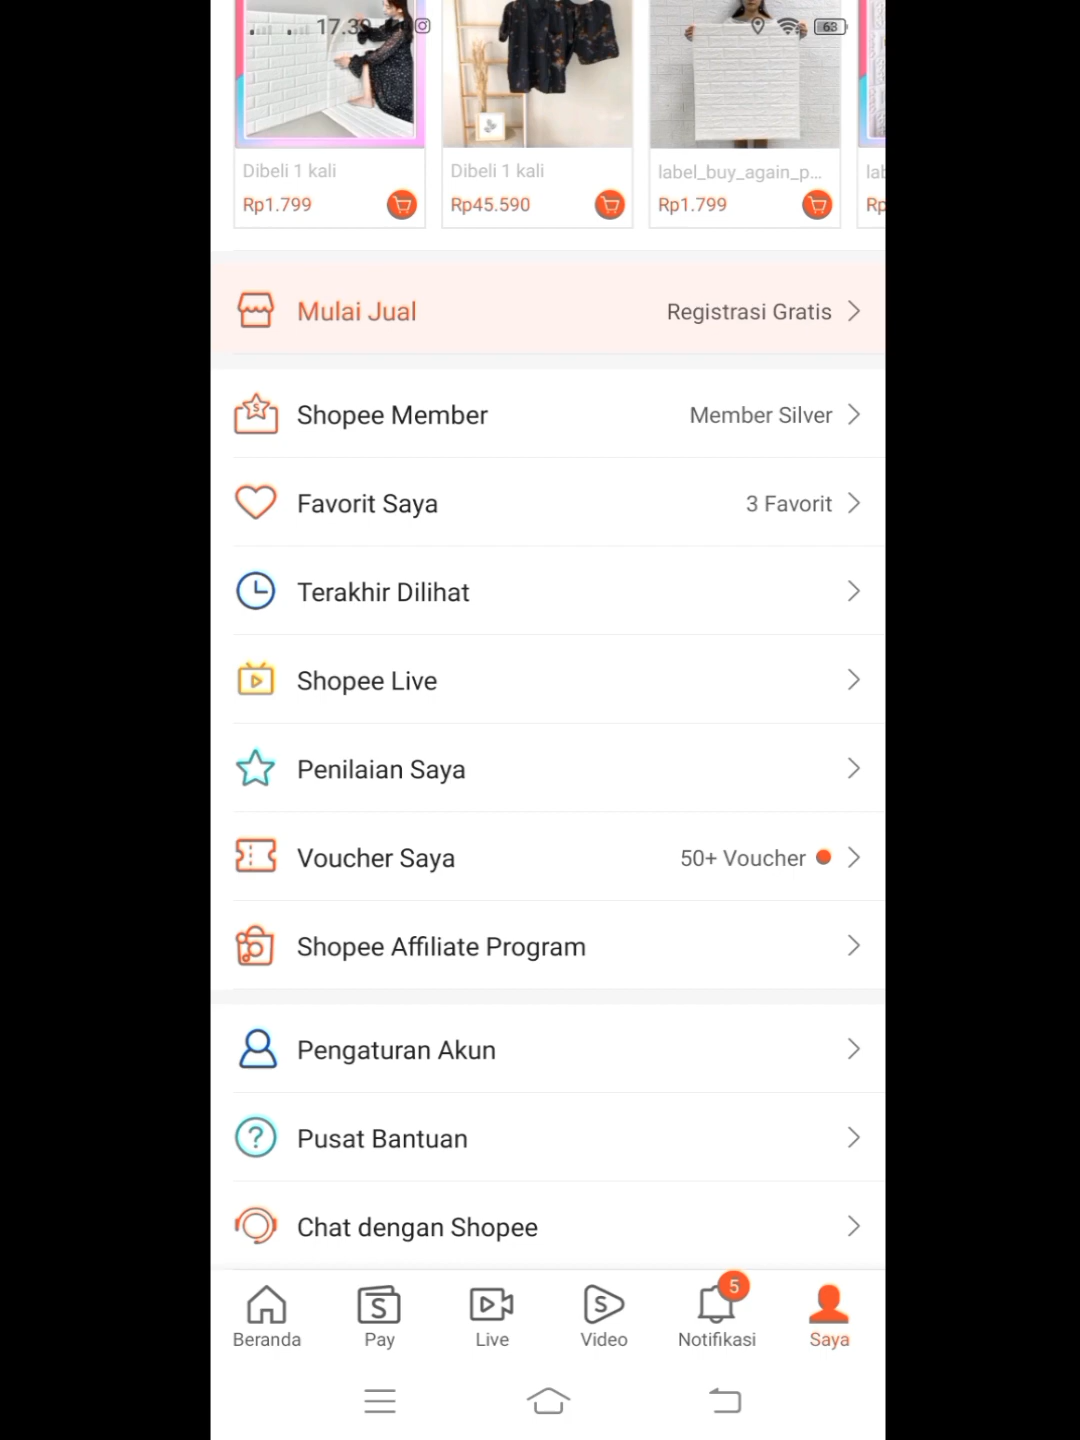 63
Dibeli 1 kali
Dibeli 1 kali
label_buy_again_p...
Rp1.799
Rp45.590
Rp1.799
Rp
Mulai Jual
Registrasi Gratis
Shopee Member
Member Silver
Favorit Saya
3 Favorit
Terakhir Dilihat
Shopee Live
Penilaian Saya
Voucher Saya
50+ Voucher
Shopee Affiliate Program
Pengaturan Akun
Pusat Bantuan
Chat dengan Shopee
5
Beranda
Pay
Live
Video
Notifikasi
Saya